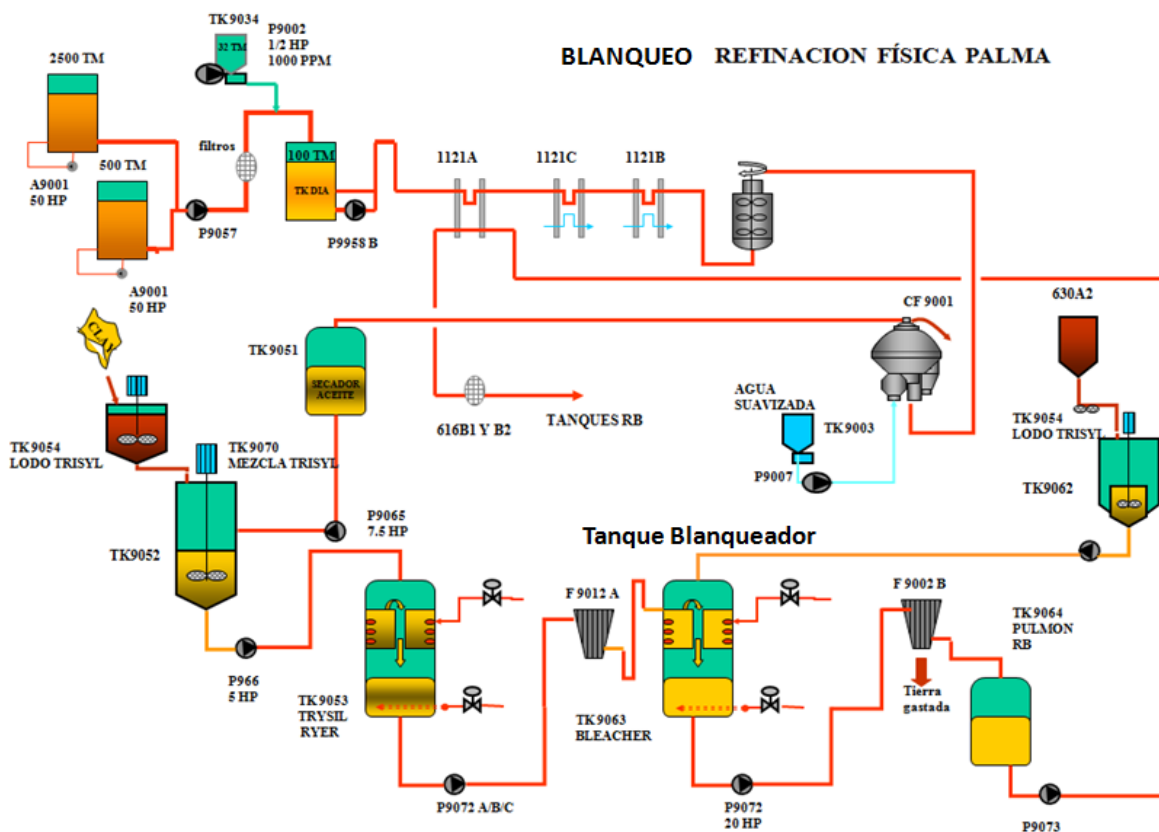 TK9034
P9002
1/2 HP
1000 PPM
32 TM
BLANQUEO REFINACION FÍSICA PALMA
2500 TM
filtros
500 TM
100 TM
TK DIA
1121A
1121C
1121B
A9001
50 HP
P9057
P9958 B
A9001
50 HP
CLAY
TK9051
SECADOR
ACEITE
CF 9001
630A2
AGUA
SUAVIZADA
TK9003
P9007
616B1 Y B2
TANQUES RB
TK9054
LODO TRISYL
TK9054
LODO TRISYL
TK9070
MEZCLA TRISYL
TK9062
TK9052
P9065
7.5 HP
Tanque Blanqueador
F 9012 A
F 9002 B
TK9064
PULMON
RB
P966
5 HP
TK9053
TRYSIL
RYER
TK9063
BLEACHER
Tierra
gastada
P9072 A/B/C
P9072
20 HP
P9073